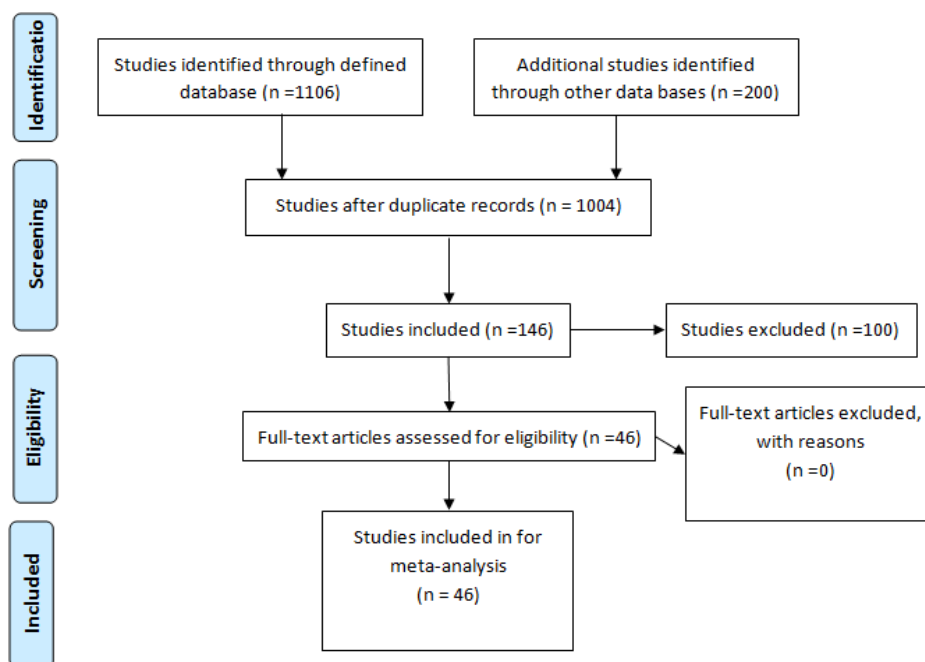 Identificatio
Studies identified through defined
database (n =1106)
Additional studies identified
through other data bases (n =200)
Screening
Studies after duplicate records (n = 1004)
Studies included (n =146)
Studies excluded (n =100)
Eligibility
Full-text articles assessed for eligibility (n =46)
Full-text articles excluded,
with reasons
(n =0)
Included
Studies included in for
meta-analysis
(n = 46)